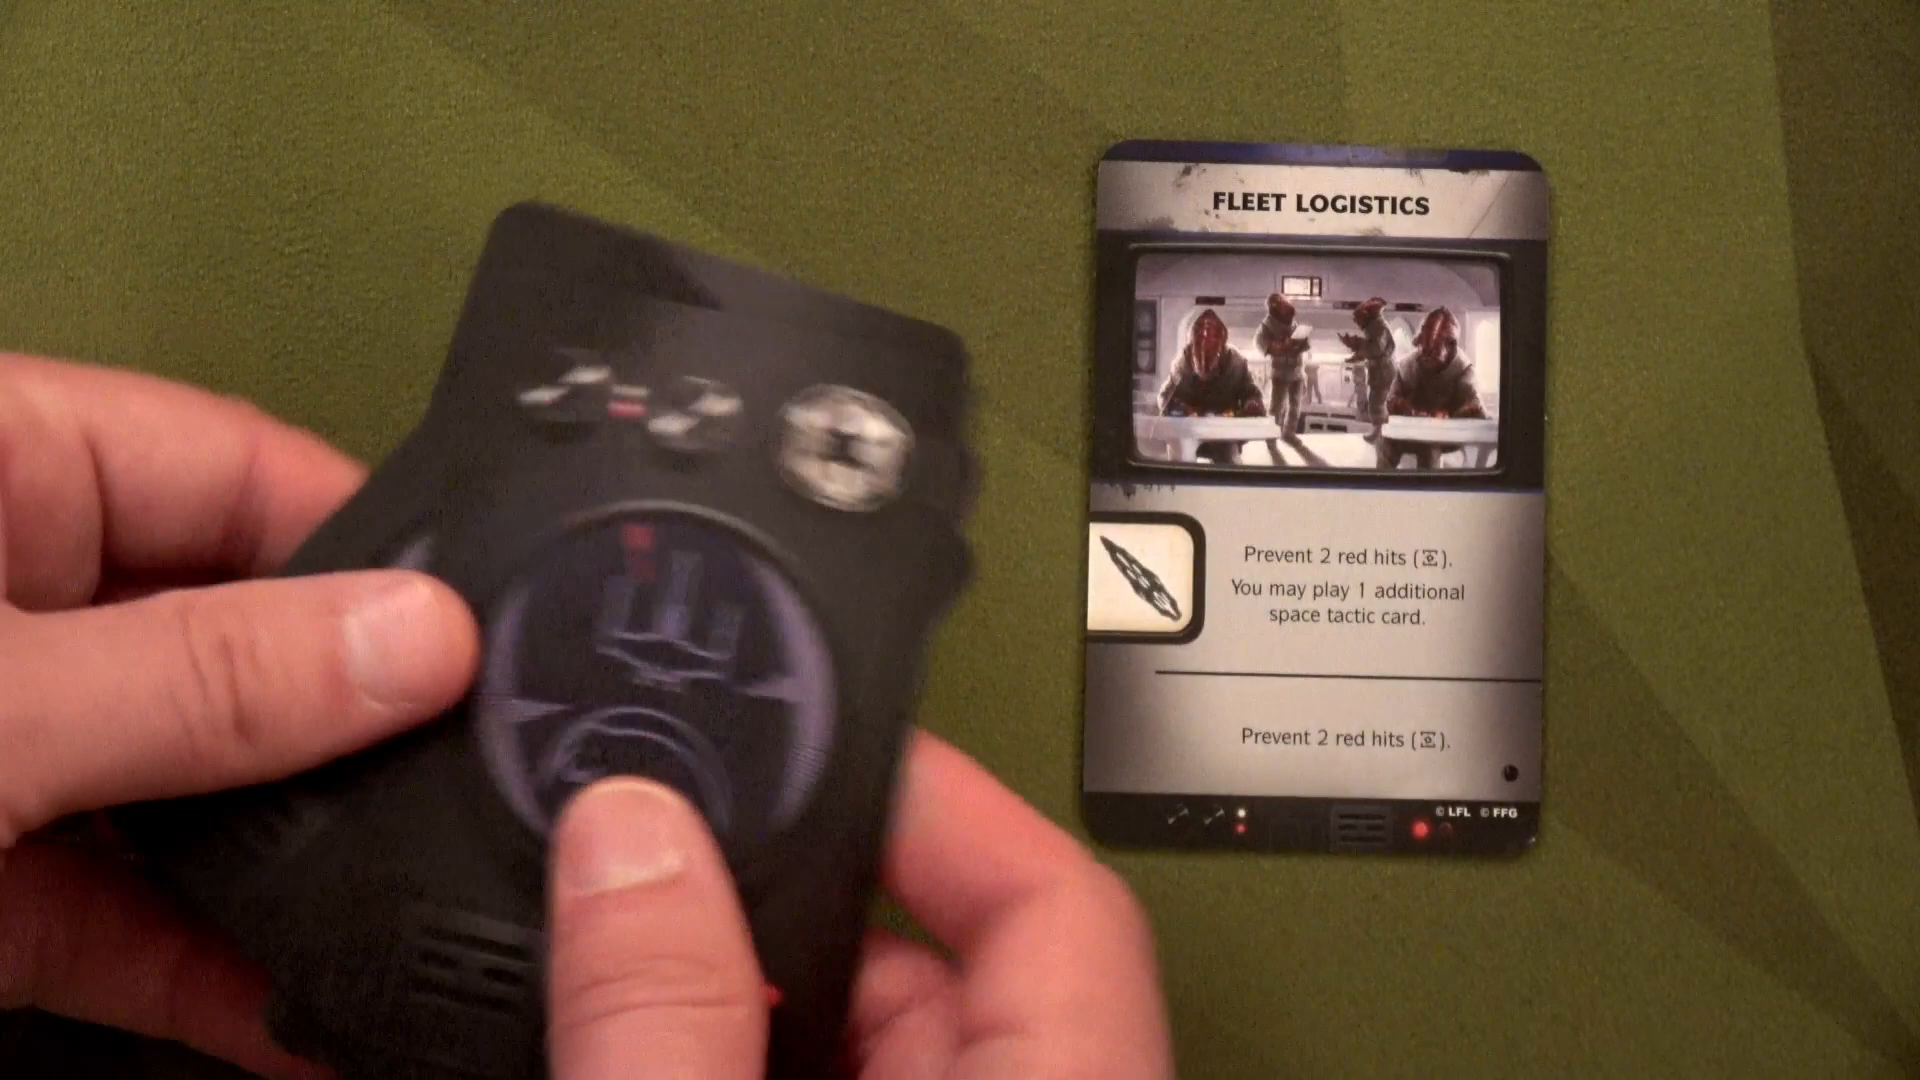 FLEET LOGISTICS
Prevent 2 red hits ( ).
You may play 1 additional
space tactic card.
Prevent 2 red hits ( ).
© LFL © FFG